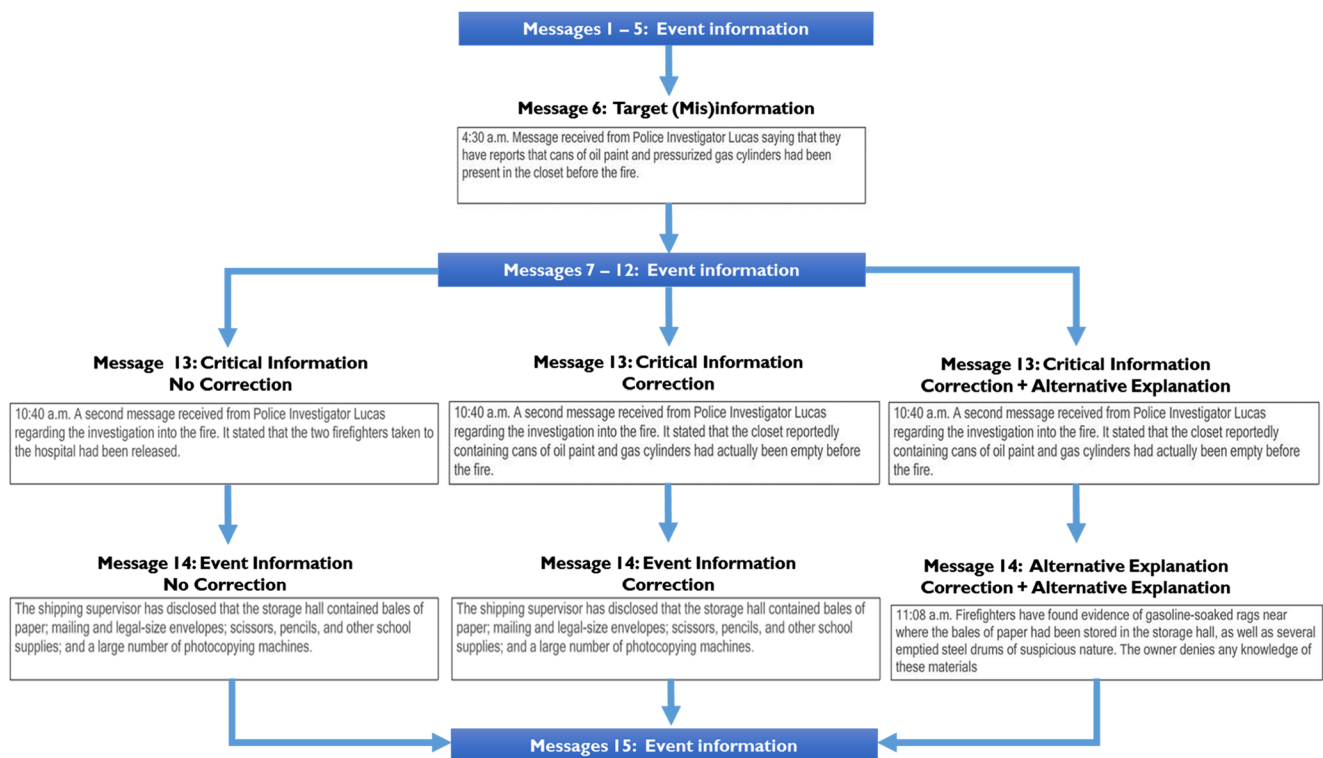 Messages 1 – 5: Event information
Message 6: Target (Mis)information
4:30 a.m. Message received from Police Investigator Lucas saying that they
have reports that cans of oil paint and pressurized gas cylinders had been
present in the closet before the fire.
Messages 7 – 12: Event information
Message 13: Critical Information
No Correction
10:40 a.m. A second message received from Police Investigator Lucas
regarding the investigation into the fire. It stated that the two firefighters taken to
the hospital had been released.
Message 13: Critical Information
Correction
10:40 a.m. A second message received from Police Investigator Lucas
regarding the investigation into the fire. It stated that the closet reportedly
containing cans of oil paint and gas cylinders had actually been empty before
the fire.
Message 13: Critical Information
Correction + Alternative Explanation
10:40 a.m. A second message received from Police Investigator Lucas
regarding the investigation into the fire. It stated that the closet reportedly
containing cans of oil paint and gas cylinders had actually been empty before
the fire.
Message 14: Event Information
No Correction
The shipping supervisor has disclosed that the storage hall contained bales of
paper; mailing and legal-size envelopes; scissors, pencils, and other school
supplies; and a large number of photocopying machines.
Message 14: Event Information
Correction
The shipping supervisor has disclosed that the storage hall contained bales of
paper; mailing and legal-size envelopes; scissors, pencils, and other school
supplies; and a large number of photocopying machines.
Message 14: Alternative Explanation
Correction + Alternative Explanation
11:08 a.m. Firefighters have found evidence of gasoline-soaked rags near
where the bales of paper had been stored in the storage hall, as well as several
emptied steel drums of suspicious nature. The owner denies any knowledge of
these materials
Messages 15: Event information